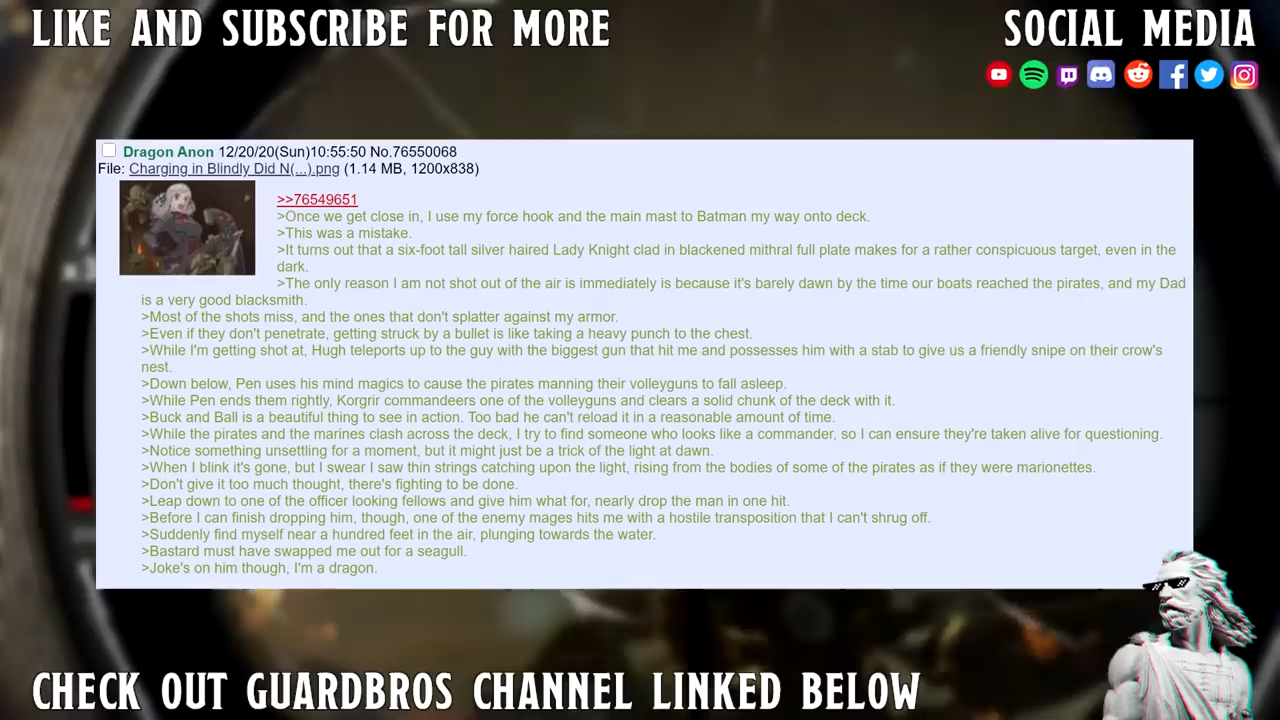 LIKE AND SUBSCRIBE FOR MORE
SOCIAL MEDIA
Dragon Anon 12/20/20(Sun)10:55:50 No.76550068
File: Charging in Blindly Did N(...).png (1.14 MB, 1200x838)
>>76549651
>Once we get close in, I use my force hook and the main mast to Batman my way onto deck.
>This was a mistake.
>It turns out that a six-foot tall silver haired Lady Knight clad in blackened mithral full plate makes for a rather conspicuous target, even in the
dark.
>The only reason I am not shot out of the air is immediately is because it's barely dawn by the time our boats reached the pirates, and my Dad
is a very good blacksmith.
>Most of the shots miss, and the ones that don't splatter against my armor.
>Even if they don't penetrate, getting struck by a bullet is like taking a heavy punch to the chest.
>While I'm getting shot at, Hugh teleports up to the guy with the biggest gun that hit me and possesses him with a stab to give us a friendly snipe on their crow's
nest.
>Down below, Pen uses his mind magics to cause the pirates manning their volleyguns to fall asleep.
>While Pen ends them rightly, Korgrir commandeers one of the volleyguns and clears a solid chunk of the deck with it.
>Buck and Ball is a beautiful thing to see in action. Too bad he can't reload it in a reasonable amount of time.
>While the pirates and the marines clash across the deck, I try to find someone who looks like a commander, so I can ensure they're taken alive for questioning.
>Notice something unsettling for a moment, but it might just be a trick of the light at dawn.
>When I blink it's gone, but I swear I saw thin strings catching upon the light, rising from the bodies of some of the pirates as if they were marionettes.
>Don't give it too much thought, there's fighting to be done.
>Leap down to one of the officer looking fellows and give him what for, nearly drop the man in one hit.
>Before I can finish dropping him, though, one of the enemy mages hits me with a hostile transposition that I can't shrug off.
>Suddenly find myself near a hundred feet in the air, plunging towards the water.
>Bastard must have swapped me out for a seagull.
>Joke's on him though, I'm a dragon.
CHECK OUT GUARDBROS CHANNEL LINKED BELOW